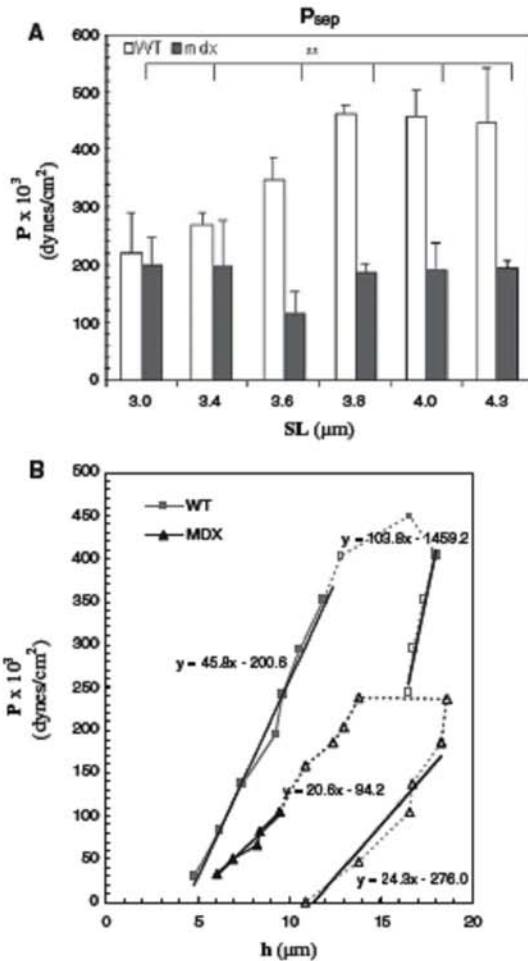 P_sep
A
600
WT mdx
**
500
400
300
200
100
0
P x 10³
(dynes/cm²)
3.0 3.4 3.6 3.8 4.0 4.3
SL (μm)
B
500
450
400
350
300
250
200
150
100
50
0
WT
MDX
y = 103.8x - 1459.2
y = 45.8x - 200.6
y = 20.6x - 94.2
y = 24.3x - 276.0
P x 10³
(dynes/cm²)
0 5 10 15 20
h (μm)